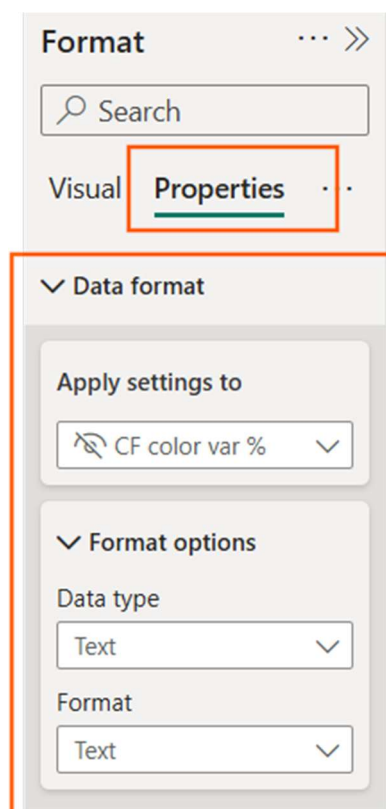 Format ... >>
Search
Visual Properties ...
Data format
Apply settings to
CF color var %
Format options
Data type
Text
Format
Text